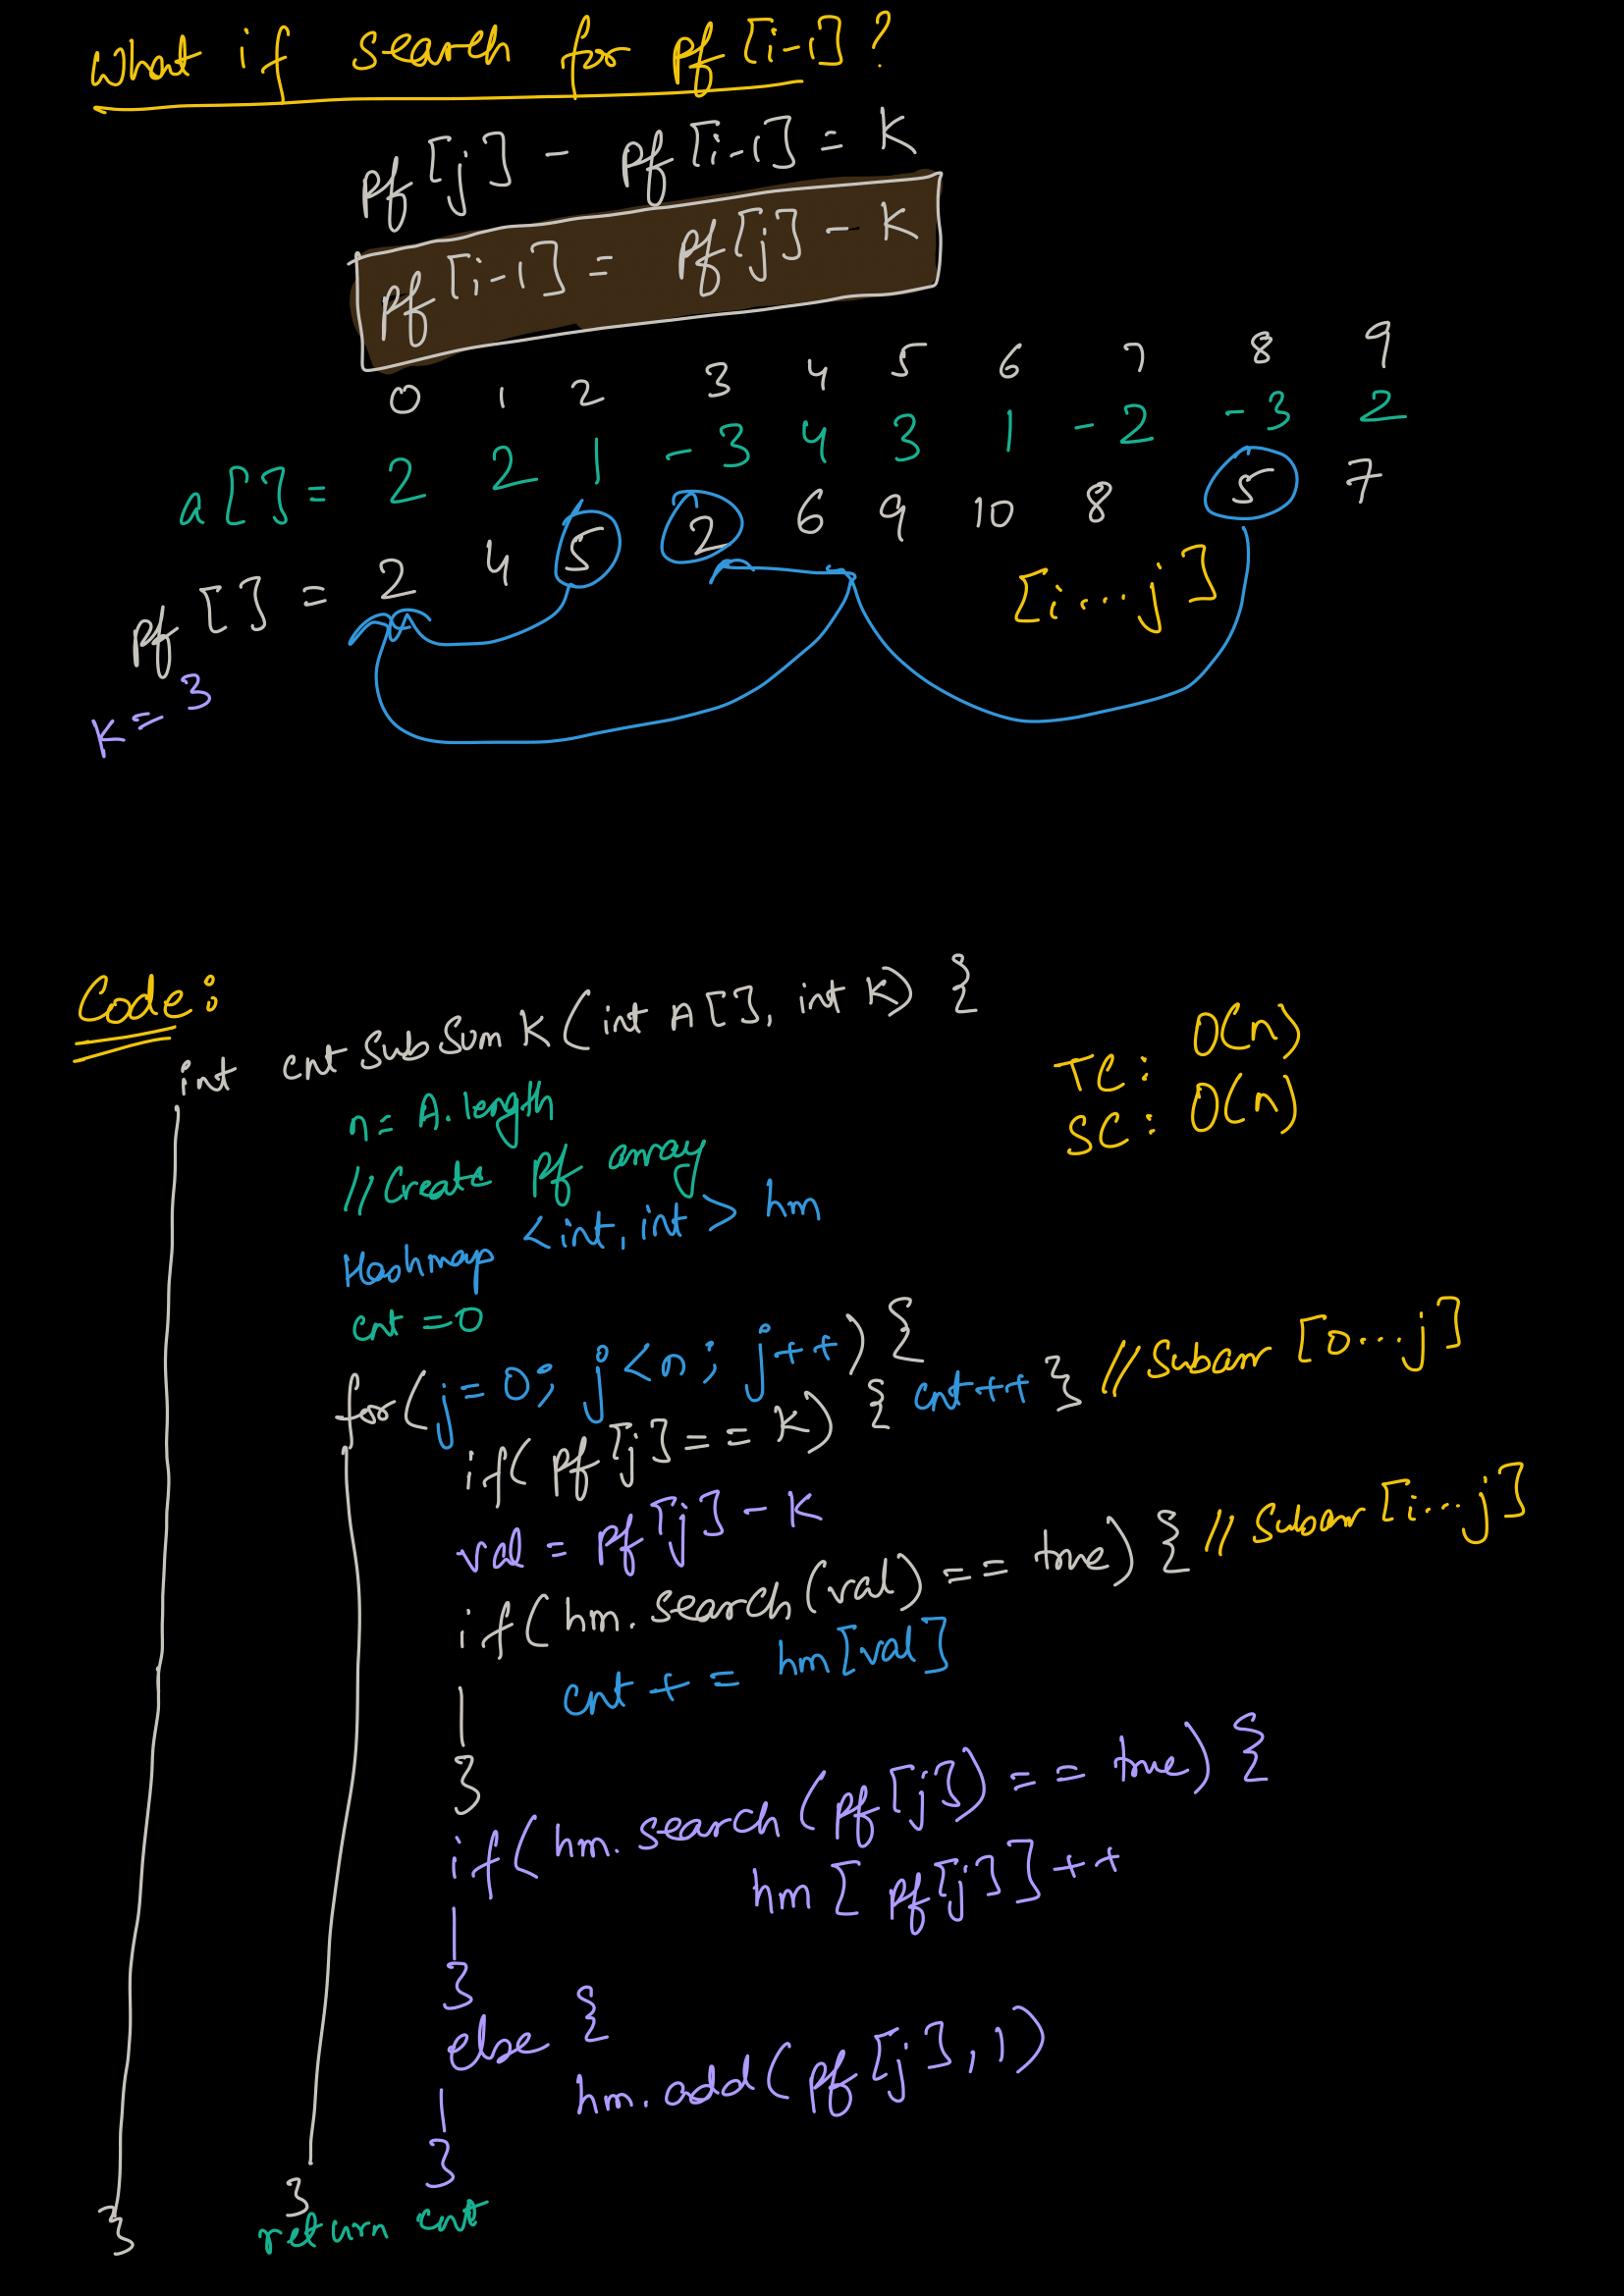 What if search for pf[i-1]?
pf[j] - pf[i-1] = K
pf[i-1] = pf[j] - K
0 1 2 3 4 5 6 7 8 9
a[] = 2 2 1 -3 4 3 1 -2 -3 2
pf[] = 2 4 5 2 6 9 10 8 5 7
[i...j]
K = 3
Code:
int cntSubSumK(int A[], int K) {
TC: O(n)
SC: O(n)
n = A.length
//Create pf array
Hashmap <int, int> hm
cnt = 0
for(j = 0; j < n; j++) {
if(pf[j] == K) { cnt++ } //Subarr [0...j]
val = pf[j] - K
if(hm.search(val) == true) { //Subarr [i...j]
cnt += hm[val]
}
if(hm.search(pf[j]) == true) {
hm[pf[j]]++
}
else {
hm.add(pf[j], 1)
}
}
return cnt
}